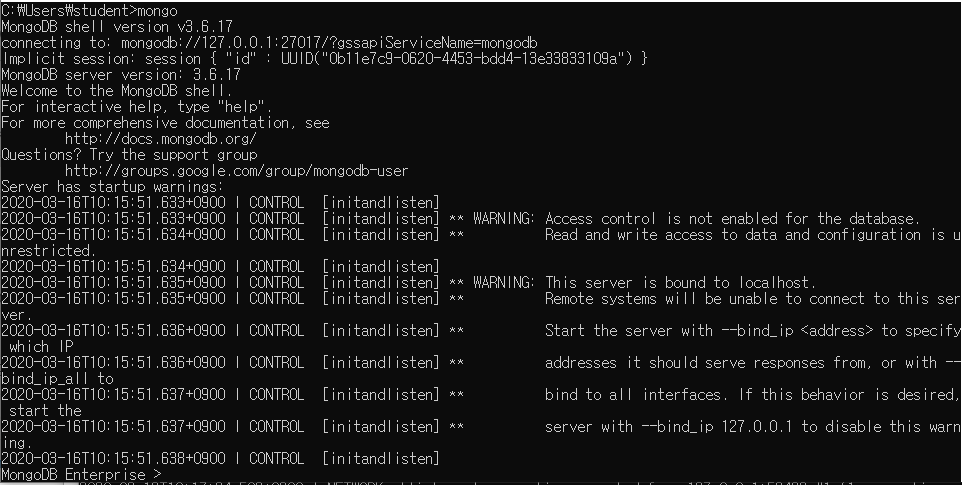 C:₩Users₩student>mongo
MongoDB shell version v3.6.17
connecting to: mongodb://127.0.0.1:27017/?gssapiServiceName=mongodb
Implicit session: session { "id" : UUID("0b11e7c9-0620-4453-bdd4-13e33833109a") }
MongoDB server version: 3.6.17
Welcome to the MongoDB shell.
For interactive help, type "help".
For more comprehensive documentation, see
        http://docs.mongodb.org/
Questions? Try the support group
        http://groups.google.com/group/mongodb-user
Server has startup warnings:
2020-03-16T10:15:51.633+0900 I CONTROL  [initandlisten]
2020-03-16T10:15:51.633+0900 I CONTROL  [initandlisten] ** WARNING: Access control is not enabled for the database.
2020-03-16T10:15:51.634+0900 I CONTROL  [initandlisten] **          Read and write access to data and configuration is u
nrestricted.
2020-03-16T10:15:51.634+0900 I CONTROL  [initandlisten]
2020-03-16T10:15:51.635+0900 I CONTROL  [initandlisten] ** WARNING: This server is bound to localhost.
2020-03-16T10:15:51.635+0900 I CONTROL  [initandlisten] **          Remote systems will be unable to connect to this ser
ver.
2020-03-16T10:15:51.636+0900 I CONTROL  [initandlisten] **          Start the server with --bind_ip <address> to specify
 which IP
2020-03-16T10:15:51.636+0900 I CONTROL  [initandlisten] **          addresses it should serve responses from, or with --
bind_ip_all to
2020-03-16T10:15:51.637+0900 I CONTROL  [initandlisten] **          bind to all interfaces. If this behavior is desired,
 start the
2020-03-16T10:15:51.637+0900 I CONTROL  [initandlisten] **          server with --bind_ip 127.0.0.1 to disable this warn
ing.
2020-03-16T10:15:51.638+0900 I CONTROL  [initandlisten]
MongoDB Enterprise >